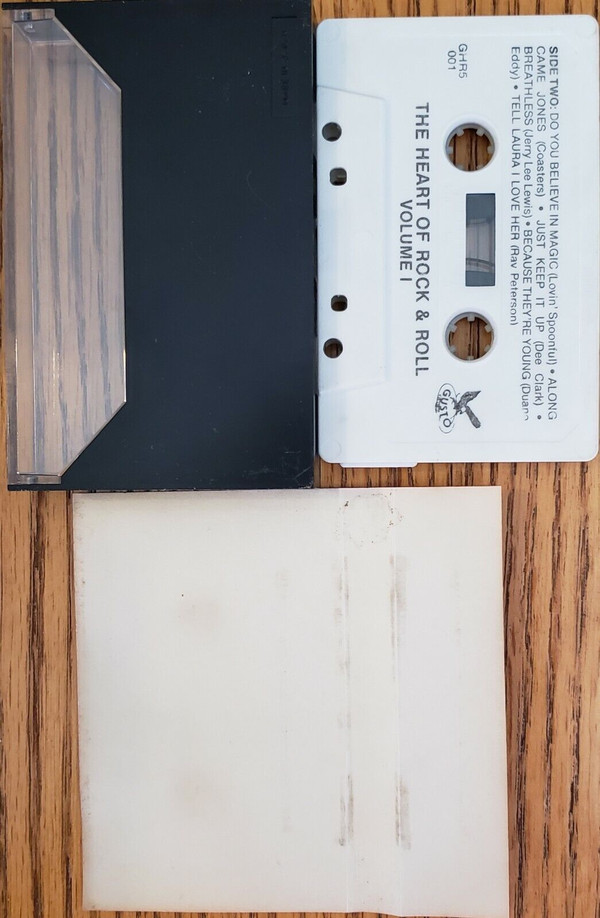 SIDE TWO: DO YOU BELIEVE IN MAGIC (Lovin' Spoonful) • ALONG
CAME JONES (Coasters) • JUST KEEP IT UP (Dee Clark) •
BREATHLESS (Jerry Lee Lewis) • BECAUSE THEY'RE YOUNG (Duane
Eddy) • TELL LAURA I LOVE HER (Ray Peterson)
GHR5
001
THE HEART OF ROCK & ROLL
VOLUME I
GUSTO